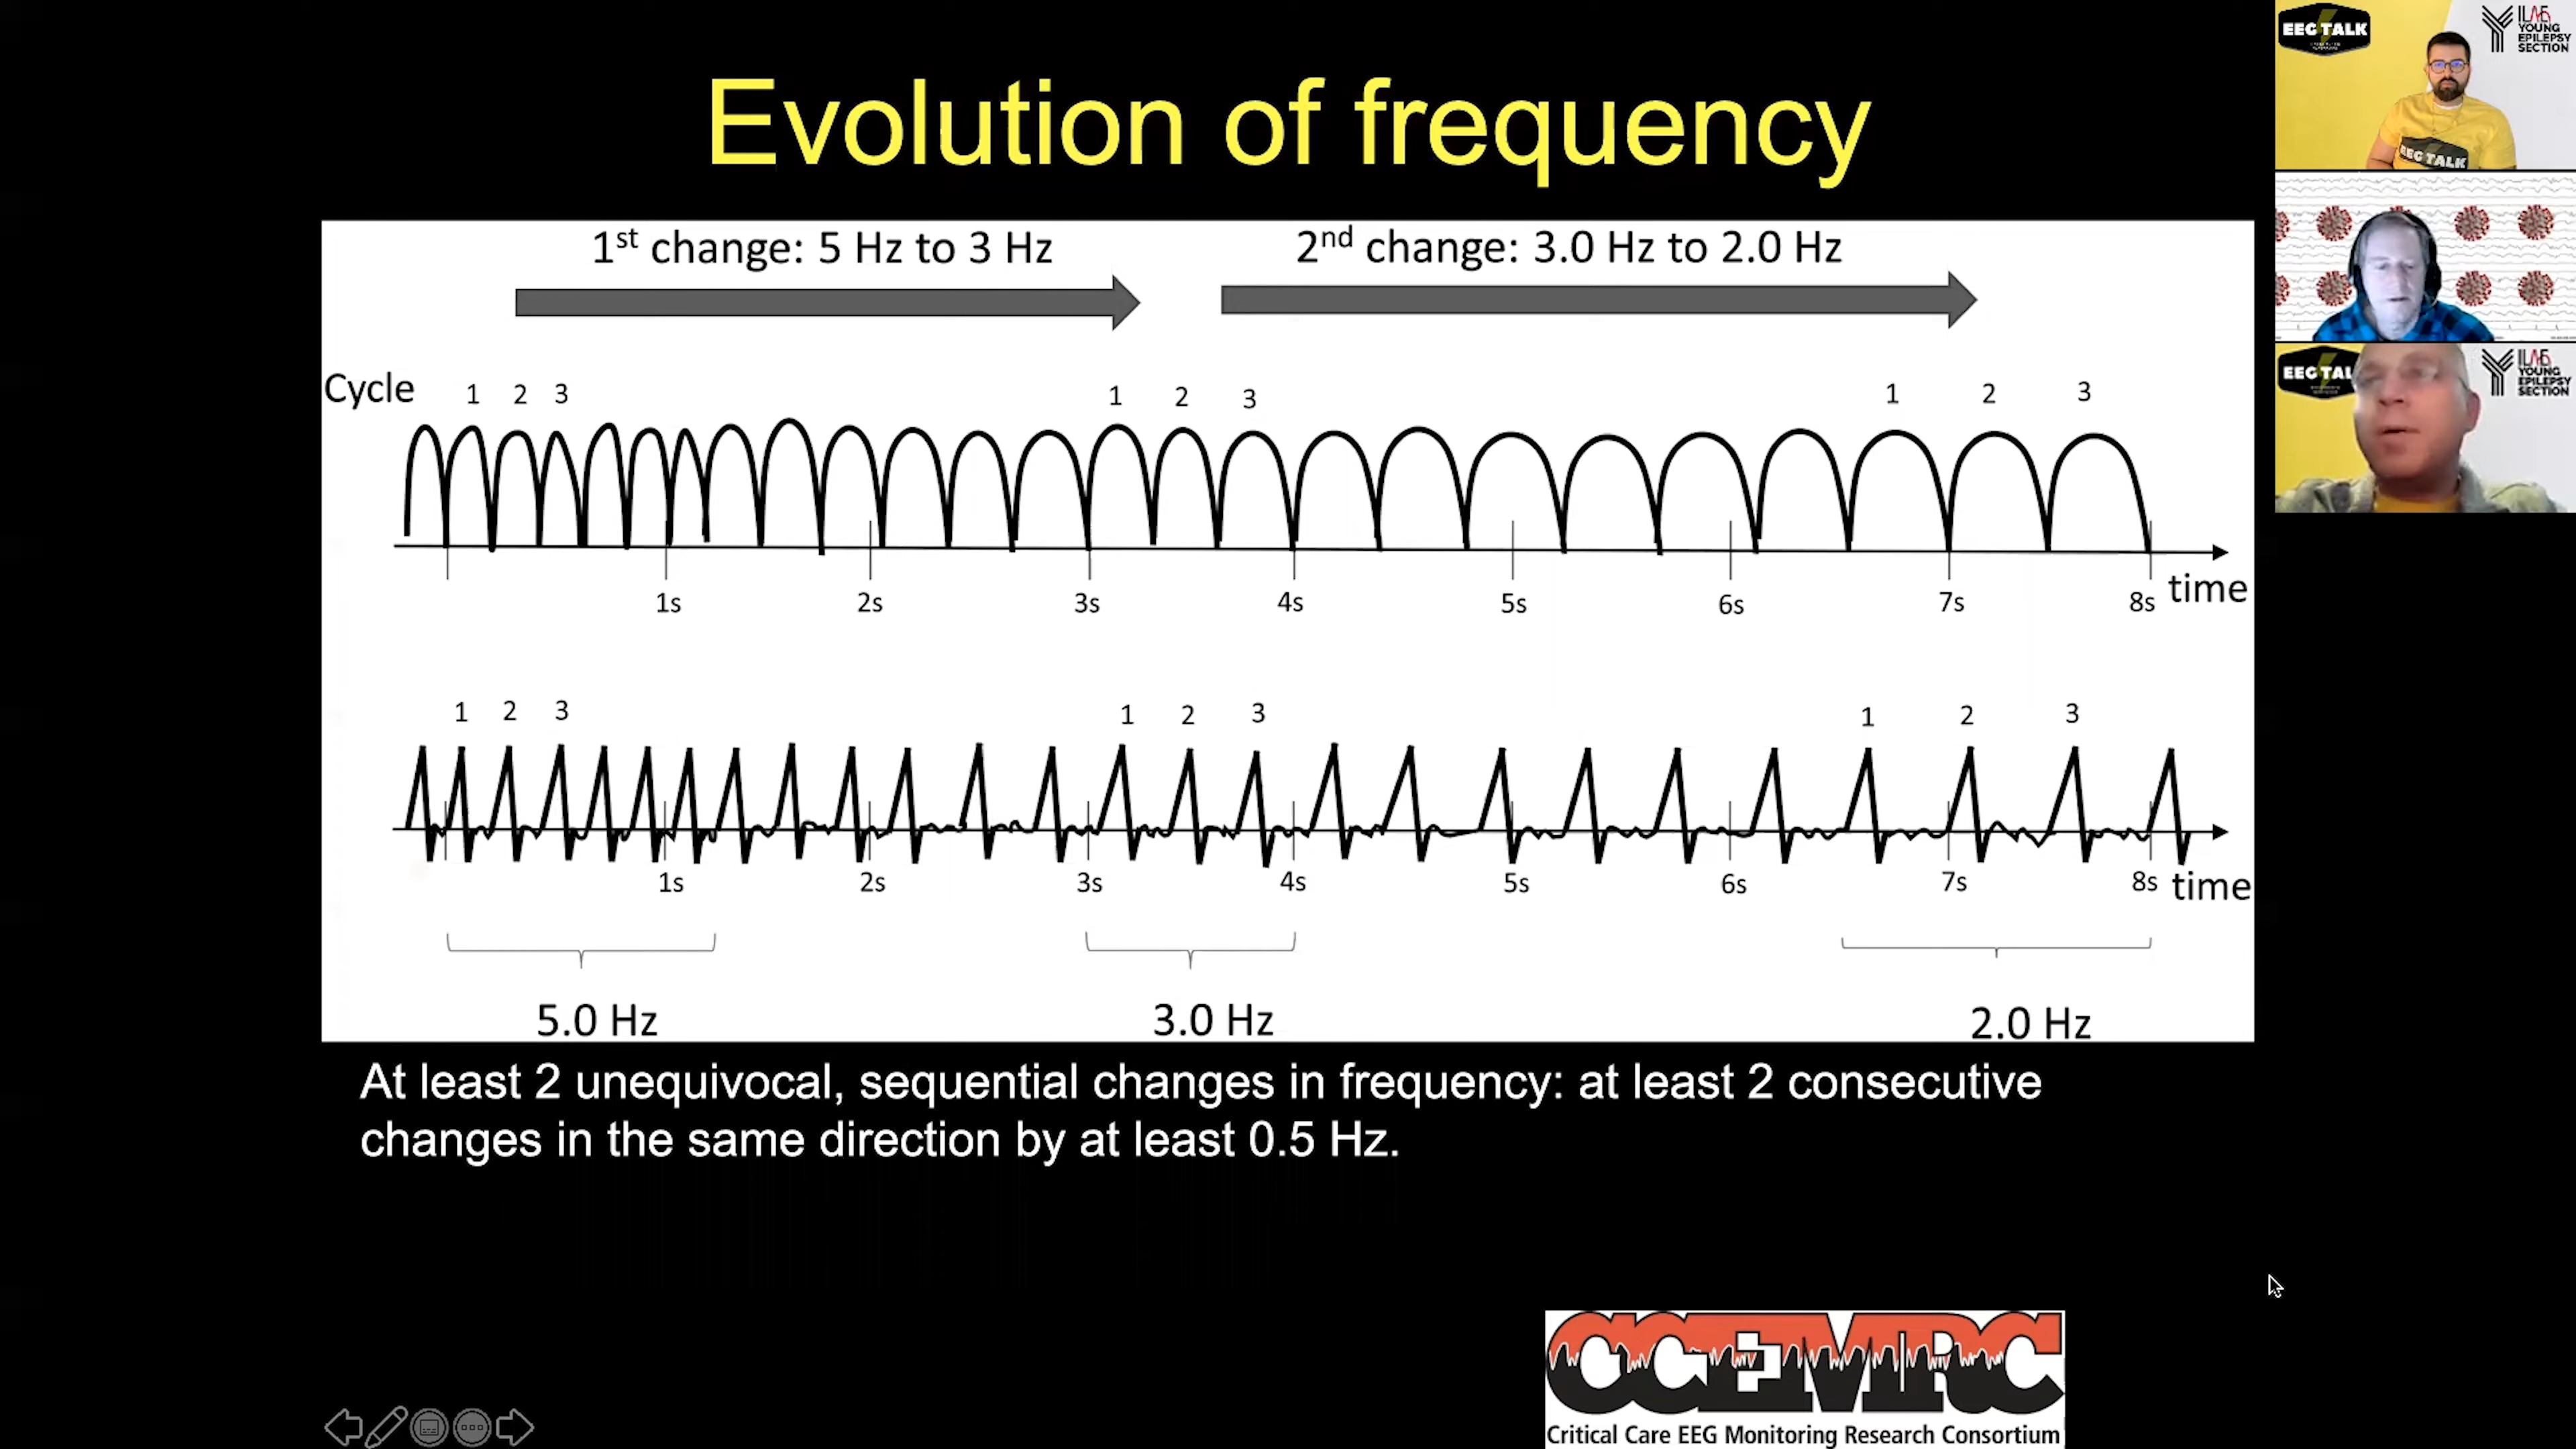 Evolution of frequency
1st change: 5 Hz to 3 Hz
2nd change: 3.0 Hz to 2.0 Hz
Cycle 1 2 3 1 2 3 1 2 3
1s 2s 3s 4s 5s 6s 7s 8s time
1 2 3 1 2 3 1 2 3
1s 2s 3s 4s 5s 6s 7s 8s time
5.0 Hz 3.0 Hz 2.0 Hz
At least 2 unequivocal, sequential changes in frequency: at least 2 consecutive
changes in the same direction by at least 0.5 Hz.
CCEMRC
Critical Care EEG Monitoring Research Consortium
EEG TALK
ILAE
YOUNG
EPILEPSY
SECTION
EEG TALK
EEG TAL
ILAE
YOUNG
EPILEPSY
SECTION